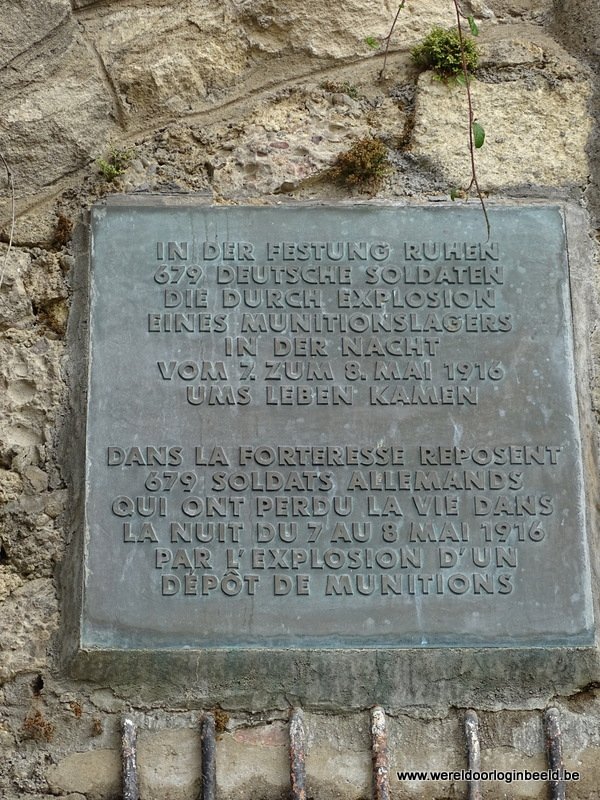 IN DER FESTUNG RUHEN
679 DEUTSCHE SOLDATEN
DIE DURCH EXPLOSION
EINES MUNITIONSLAGERS
IN DER NACHT
VOM 7. ZUM 8. MAI 1916
UMS LEBEN KAMEN
DANS LA FORTERESSE REPOSENT
679 SOLDATS ALLEMANDS
QUI ONT PERDU LA VIE DANS
LA NUIT DU 7 AU 8 MAI 1916
PAR L'EXPLOSION D'UN
DÉPÔT DE MUNITIONS
www.wereldoorloginbeeld.be